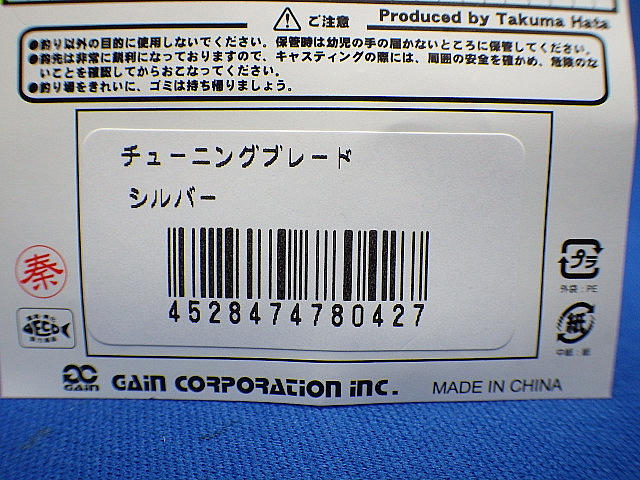 ご注意
Produced by Takuma Hata
●釣り以外の目的に使用しないでください。保管時は幼児の手の届かないところに保管してください。
●鈎先は非常に鋭利になっておりますので、キャスティングの際には、周囲の安全を確かめ、危険のな
いことを確認してからおこなってください。
●釣り場をきれいに、ゴミは持ち帰りましょう。
チューニングブレード
シルバー
4528474780427
秦
ECO
プラ
外袋:PE
紙
中紙:紙
GAIN
GAIN CORPORATION INC.
MADE IN CHINA